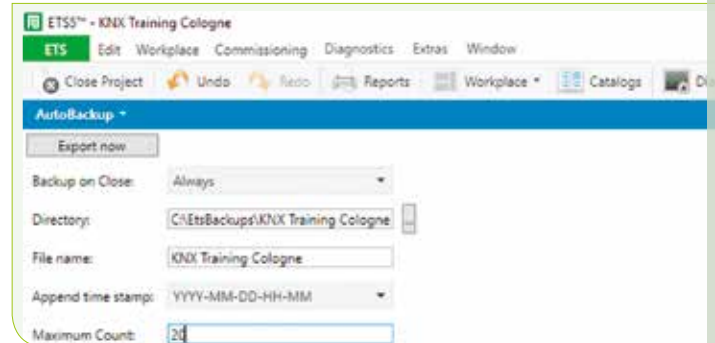 ETS5™ - KNX Training Cologne
ETS Edit Workplace Commissioning Diagnostics Extras Window
Close Project Undo Redo Reports Workplace Catalogs
AutoBackup
Export now
Backup on Close: Always
Directory: C:\EtsBackups\KNX Training Cologne ...
File name: KNX Training Cologne
Append time stamp: YYYY-MM-DD-HH-MM
Maximum Count: 20